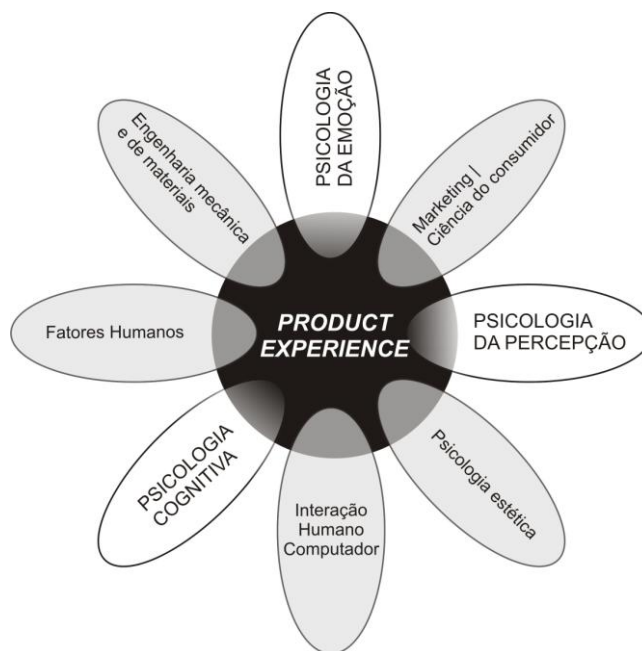 PSICOLOGIA
DA EMOÇÃO
Marketing |
Ciência do consumidor
PSICOLOGIA
DA PERCEPÇÃO
Psicologia estética
Interação
Humano
Computador
PSICOLOGIA
COGNITIVA
Fatores Humanos
Engenharia mecânica
e de materiais
PRODUCT
EXPERIENCE